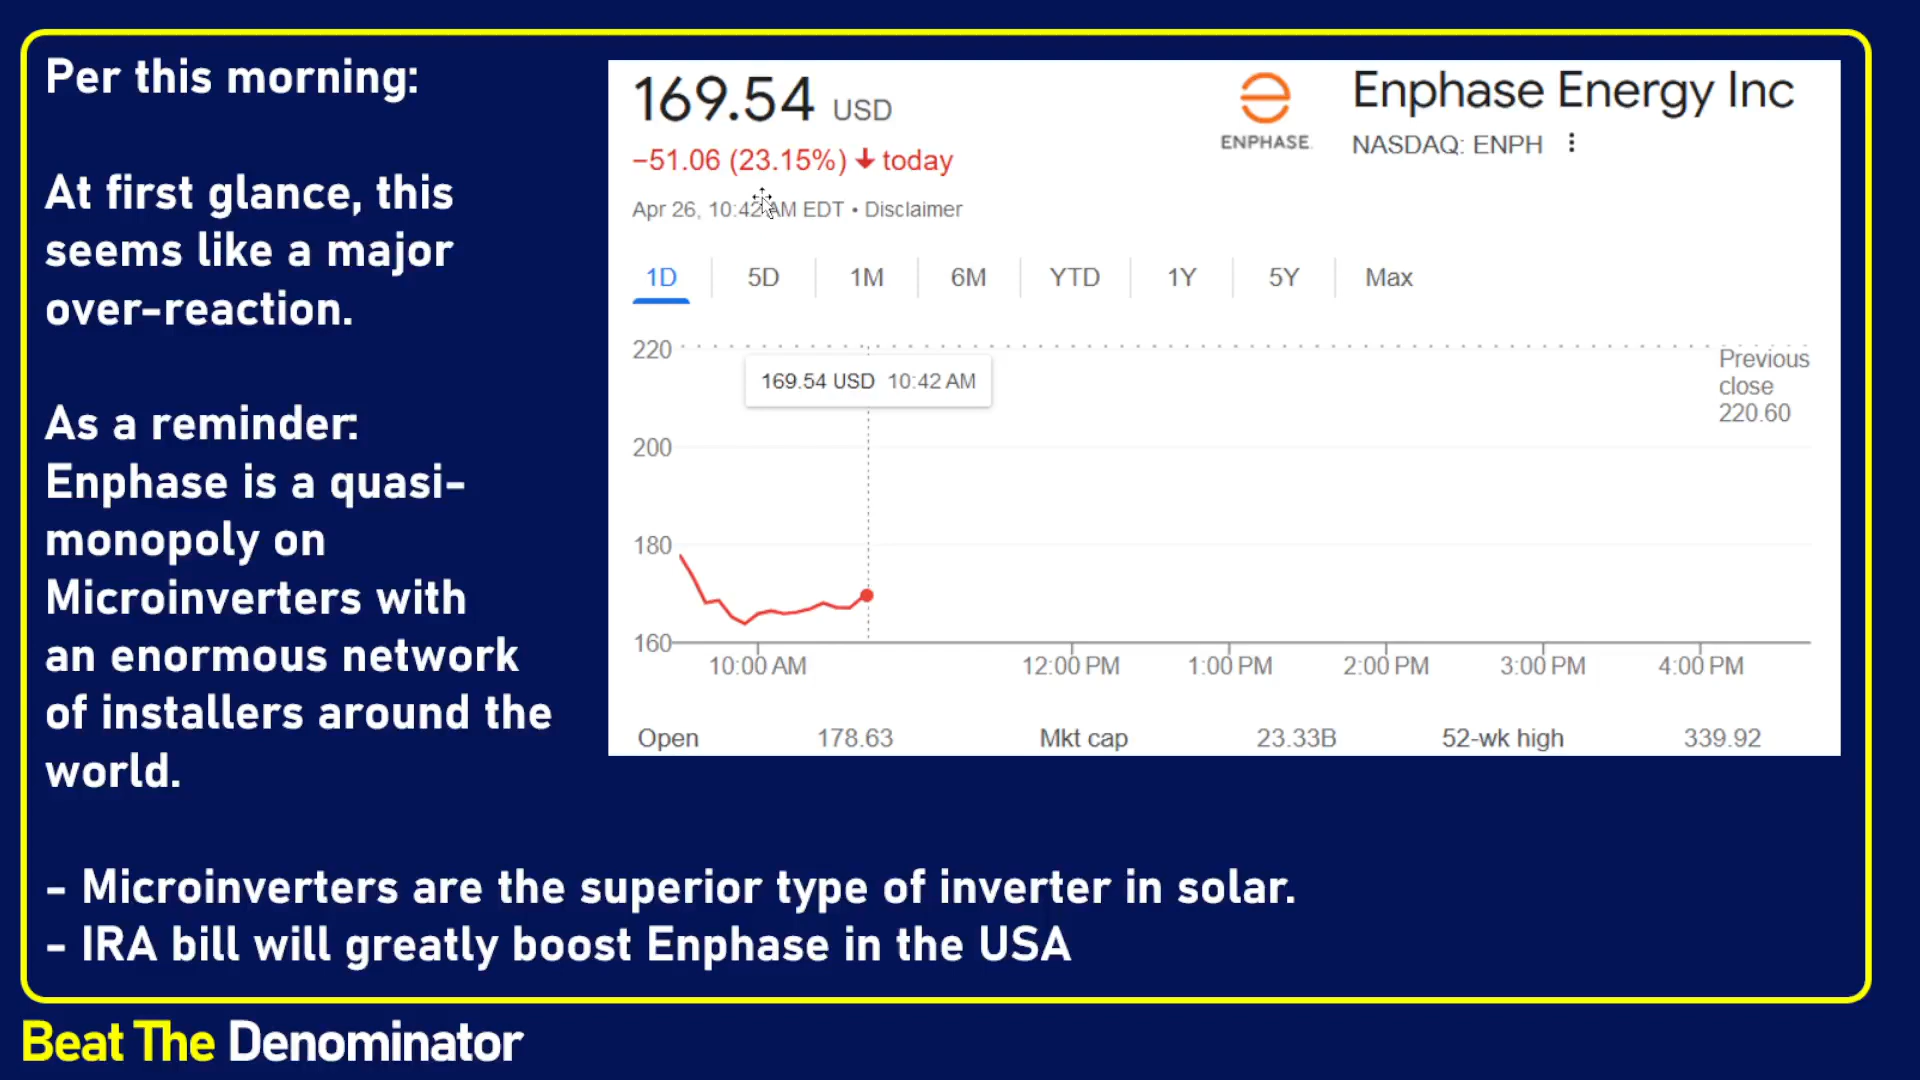 Per this morning:
At first glance, this
seems like a major
over-reaction.
As a reminder:
Enphase is a quasi-
monopoly on
Microinverters with
an enormous network
of installers around the
world.
- Microinverters are the superior type of inverter in solar.
- IRA bill will greatly boost Enphase in the USA
169.54 USD
−51.06 (23.15%) ↓ today
Apr 26, 10:42 AM EDT • Disclaimer
ENPHASE.
Enphase Energy Inc
NASDAQ: ENPH ⋮
1D 5D 1M 6M YTD 1Y 5Y Max
220
200
180
160
169.54 USD 10:42 AM
Previous
close
220.60
10:00 AM 12:00 PM 1:00 PM 2:00 PM 3:00 PM 4:00 PM
Open 178.63 Mkt cap 23.33B 52-wk high 339.92
Beat The Denominator